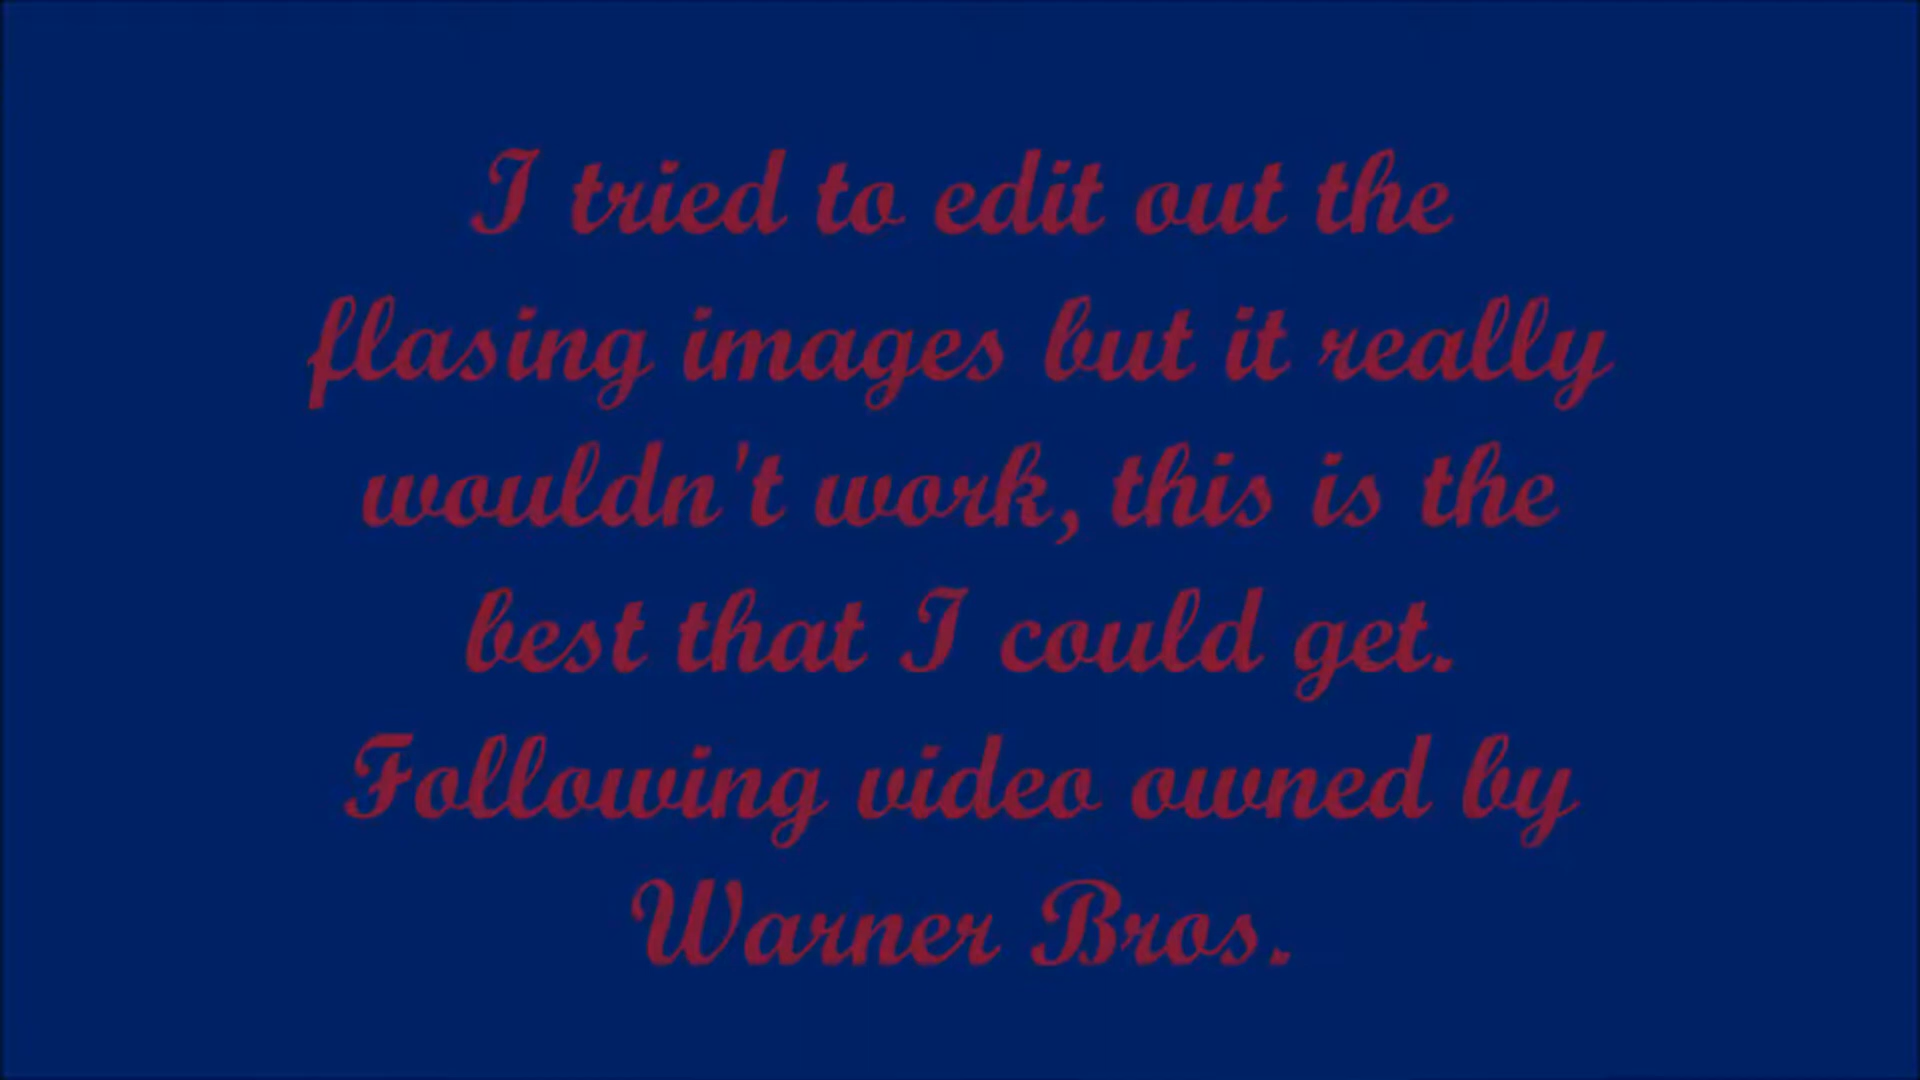 I tried to edit out the
flasing images but it really
wouldn't work, this is the
best that I could get.
Following video owned by
Warner Bros.